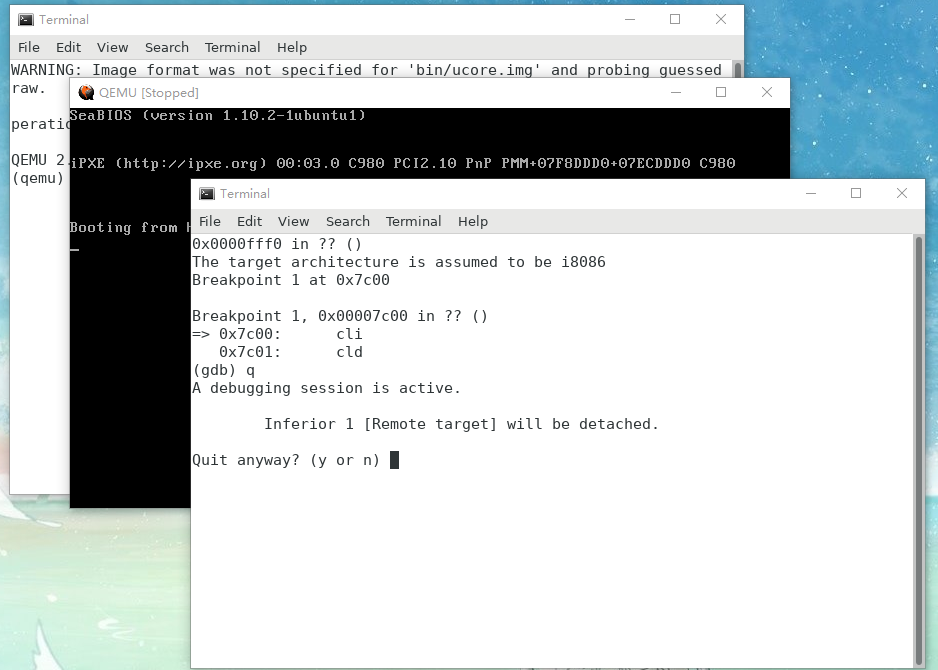 Terminal
File Edit View Search Terminal Help
WARNING: Image format was not specified for 'bin/ucore.img' and probing guessed
raw.
QEMU [Stopped]
SeaBIOS (version 1.10.2-1ubuntu1)
QEMU 2.
(qemu)
iPXE (http://ipxe.org) 00:03.0 C980 PCI2.10 PnP PMM+07F8DDD0+07ECDDD0 C980
Booting from
Terminal
File Edit View Search Terminal Help
0x0000fff0 in ?? ()
The target architecture is assumed to be i8086
Breakpoint 1 at 0x7c00
Breakpoint 1, 0x00007c00 in ?? ()
=> 0x7c00: cli
0x7c01: cld
(gdb) q
A debugging session is active.
Inferior 1 [Remote target] will be detached.
Quit anyway? (y or n)